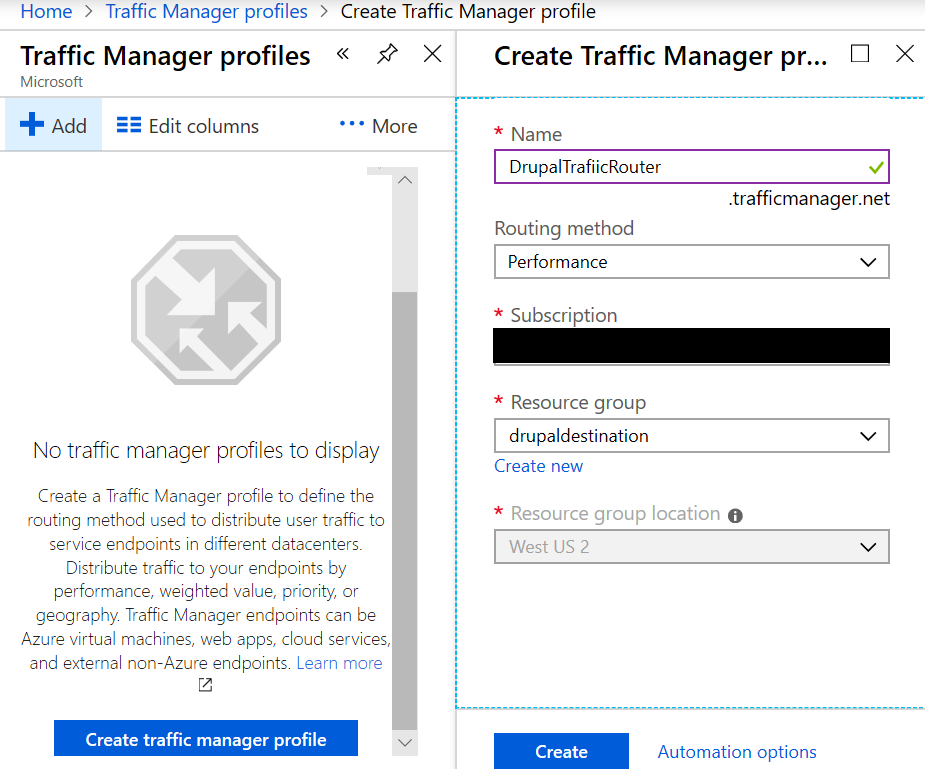 Home > Traffic Manager profiles > Create Traffic Manager profile
Traffic Manager profiles
Microsoft
Add
Edit columns
More
No traffic manager profiles to display
Create a Traffic Manager profile to define the
routing method used to distribute user traffic to
service endpoints in different datacenters.
Distribute traffic to your endpoints by
performance, weighted value, priority, or
geography. Traffic Manager endpoints can be
Azure virtual machines, web apps, cloud services,
and external non-Azure endpoints. Learn more
Create traffic manager profile
Create Traffic Manager pr...
* Name
DrupalTrafiicRouter
.trafficmanager.net
Routing method
Performance
* Subscription
* Resource group
drupaldestination
Create new
* Resource group location
West US 2
Create
Automation options